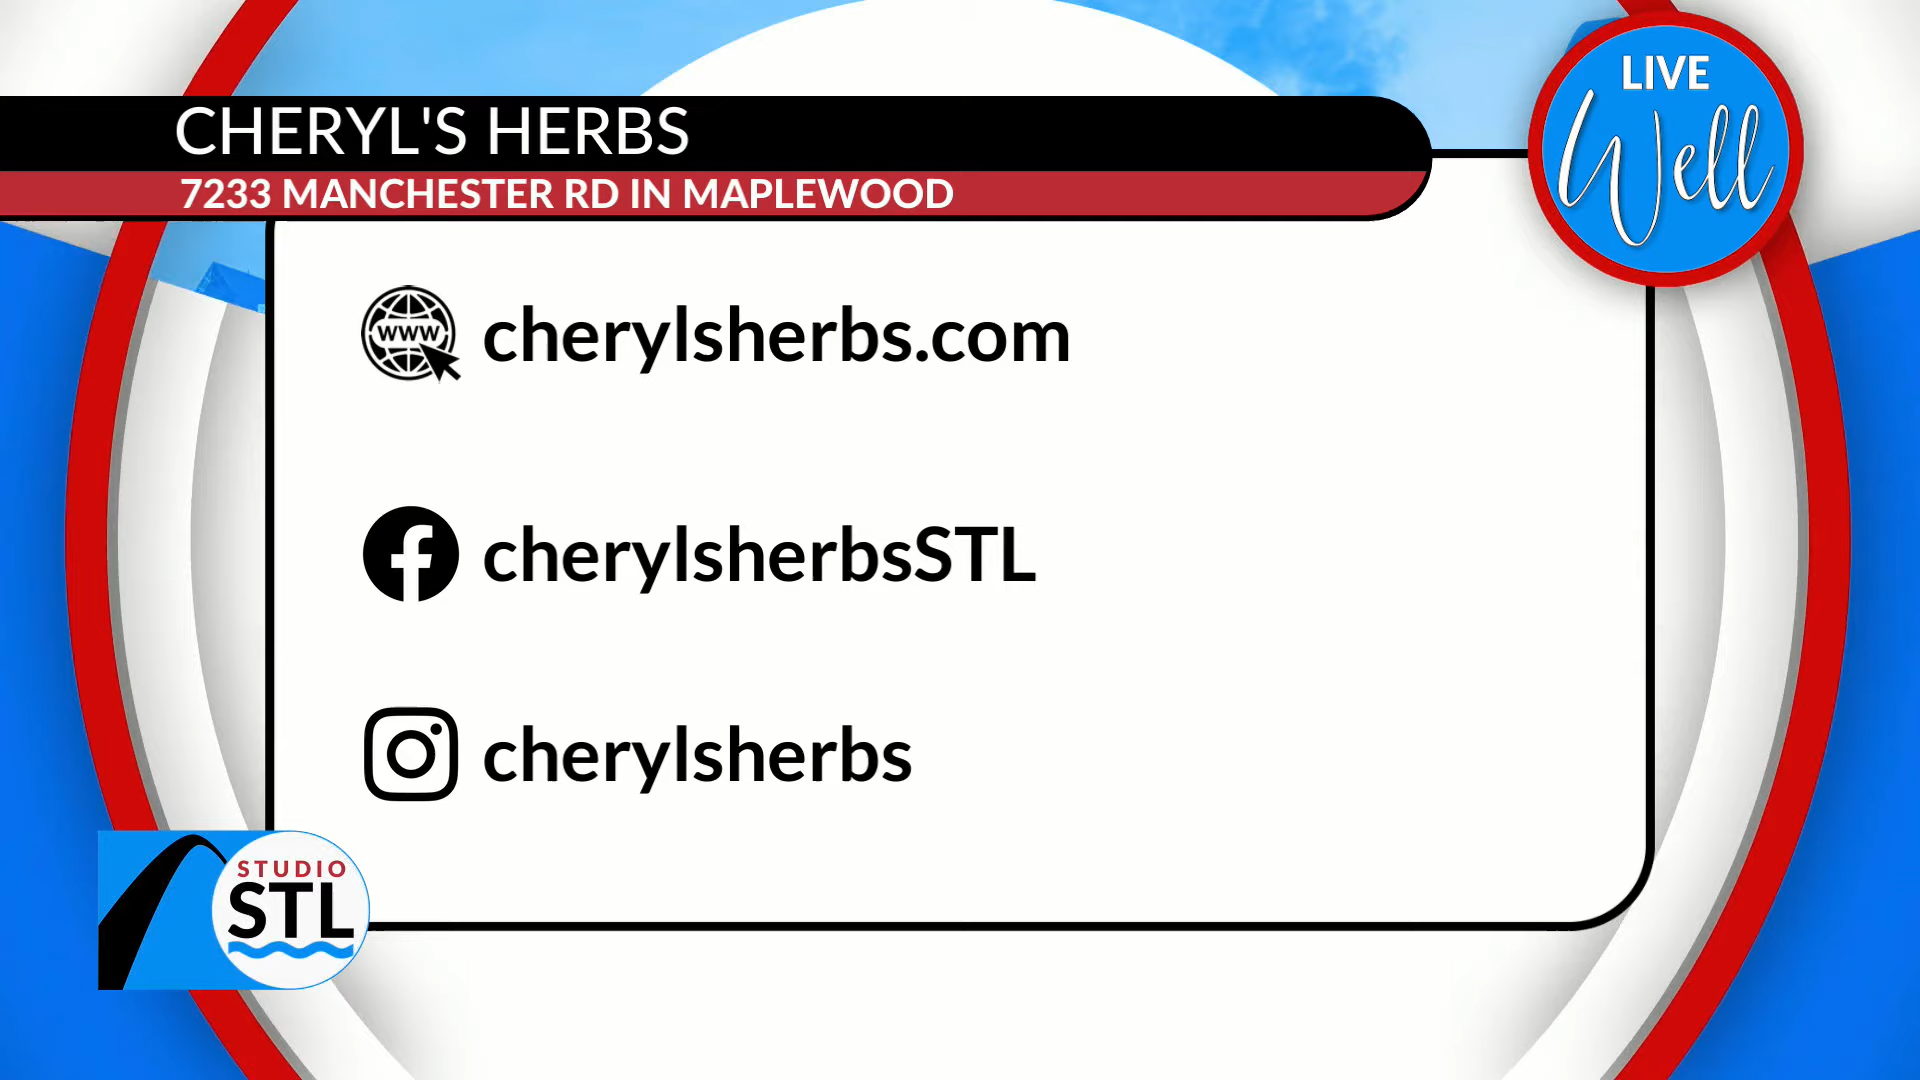 CHERYL'S HERBS
7233 MANCHESTER RD IN MAPLEWOOD
LIVE
Well
www
cherylsherbs.com
cherylsherbsSTL
cherylsherbs
STUDIO
STL